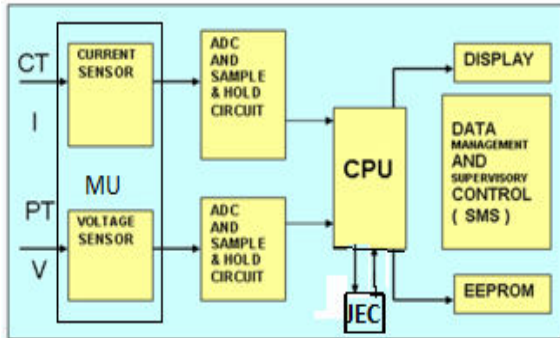 CT
I
PT
V
CURRENT
SENSOR
MU
VOLTAGE
SENSOR
ADC
AND
SAMPLE
& HOLD
CIRCUIT
ADC
AND
SAMPLE
& HOLD
CIRCUIT
CPU
JEC
DISPLAY
DATA
MANAGEMENT
AND
SUPERVISORY
CONTROL
( SMS )
EEPROM